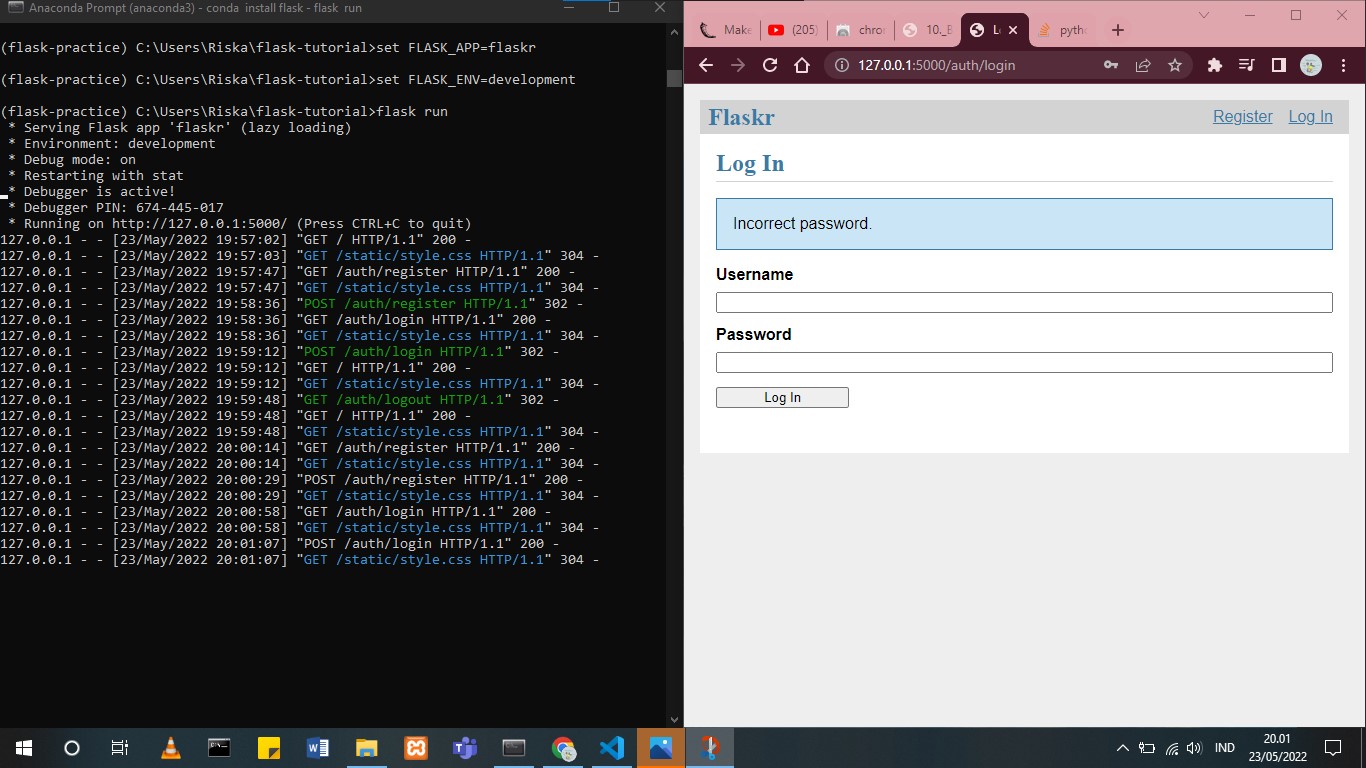 Anaconda Prompt (anaconda3) - conda install flask - flask run
(flask-practice) C:\Users\Riska\flask-tutorial>set FLASK_APP=flaskr
(flask-practice) C:\Users\Riska\flask-tutorial>set FLASK_ENV=development
(flask-practice) C:\Users\Riska\flask-tutorial>flask run
* Serving Flask app 'flaskr' (lazy loading)
* Environment: development
* Debug mode: on
* Restarting with stat
* Debugger is active!
* Debugger PIN: 674-445-017
* Running on http://127.0.0.1:5000/ (Press CTRL+C to quit)
127.0.0.1 - - [23/May/2022 19:57:02] "GET / HTTP/1.1" 200 -
127.0.0.1 - - [23/May/2022 19:57:03] "GET /static/style.css HTTP/1.1" 304 -
127.0.0.1 - - [23/May/2022 19:57:47] "GET /auth/register HTTP/1.1" 200 -
127.0.0.1 - - [23/May/2022 19:57:47] "GET /static/style.css HTTP/1.1" 304 -
127.0.0.1 - - [23/May/2022 19:58:36] "POST /auth/register HTTP/1.1" 302 -
127.0.0.1 - - [23/May/2022 19:58:36] "GET /auth/login HTTP/1.1" 200 -
127.0.0.1 - - [23/May/2022 19:58:36] "GET /static/style.css HTTP/1.1" 304 -
127.0.0.1 - - [23/May/2022 19:59:12] "POST /auth/login HTTP/1.1" 302 -
127.0.0.1 - - [23/May/2022 19:59:12] "GET / HTTP/1.1" 200 -
127.0.0.1 - - [23/May/2022 19:59:12] "GET /static/style.css HTTP/1.1" 304 -
127.0.0.1 - - [23/May/2022 19:59:48] "GET /auth/logout HTTP/1.1" 302 -
127.0.0.1 - - [23/May/2022 19:59:48] "GET / HTTP/1.1" 200 -
127.0.0.1 - - [23/May/2022 19:59:48] "GET /static/style.css HTTP/1.1" 304 -
127.0.0.1 - - [23/May/2022 20:00:14] "GET /auth/register HTTP/1.1" 200 -
127.0.0.1 - - [23/May/2022 20:00:14] "GET /static/style.css HTTP/1.1" 304 -
127.0.0.1 - - [23/May/2022 20:00:29] "POST /auth/register HTTP/1.1" 200 -
127.0.0.1 - - [23/May/2022 20:00:29] "GET /static/style.css HTTP/1.1" 304 -
127.0.0.1 - - [23/May/2022 20:00:58] "GET /auth/login HTTP/1.1" 200 -
127.0.0.1 - - [23/May/2022 20:00:58] "GET /static/style.css HTTP/1.1" 304 -
127.0.0.1 - - [23/May/2022 20:01:07] "POST /auth/login HTTP/1.1" 200 -
127.0.0.1 - - [23/May/2022 20:01:07] "GET /static/style.css HTTP/1.1" 304 -
Make (205) chror 10._B Lo pytho
127.0.0.1:5000/auth/login
Flaskr Register Log In
Log In
Incorrect password.
Username
Password
Log In
IND
20.01
23/05/2022